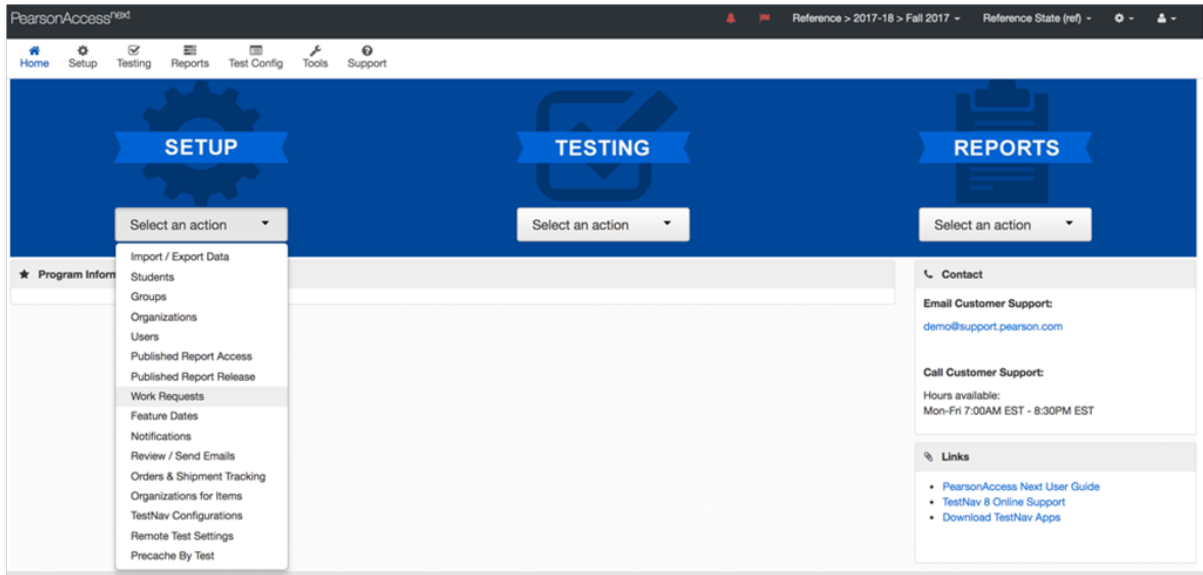 PearsonAccessnext
Reference > 2017-18 > Fall 2017
Reference State (ref)
Home
Setup
Testing
Reports
Test Config
Tools
Support
SETUP
TESTING
REPORTS
Select an action
Select an action
Select an action
Import / Export Data
Students
Groups
Organizations
Users
Published Report Access
Published Report Release
Work Requests
Feature Dates
Notifications
Review / Send Emails
Orders & Shipment Tracking
Organizations for Items
TestNav Configurations
Remote Test Settings
Precache By Test
Program
Contact
Email Customer Support:
demo@support.pearson.com
Call Customer Support:
Hours available:
Mon-Fri 7:00AM EST - 8:30PM EST
Links
PearsonAccess Next User Guide
TestNav 8 Online Support
Download TestNav Apps